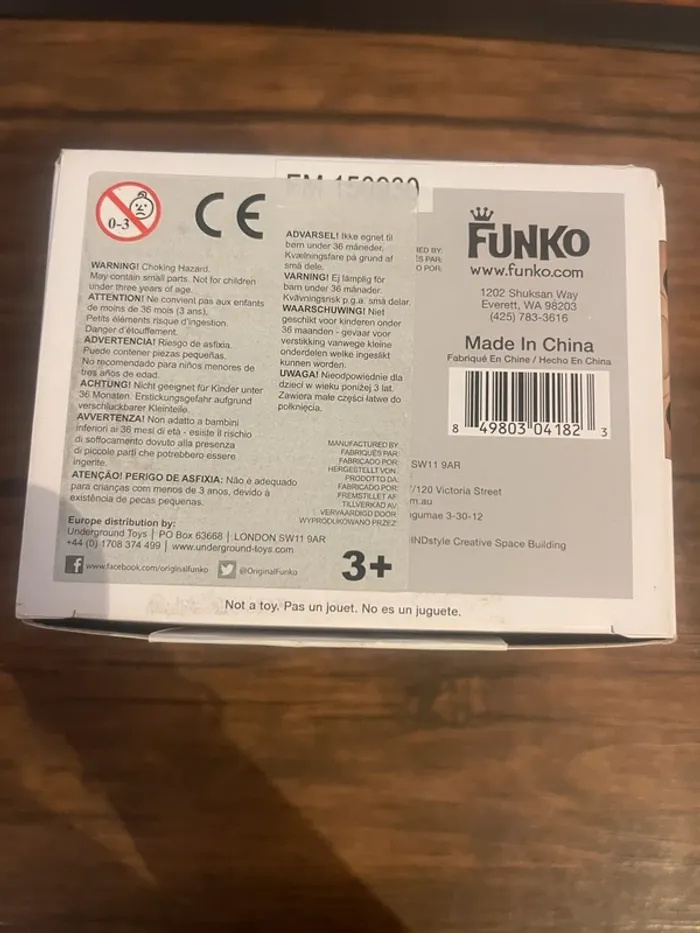 0-3
CE
WARNING! Choking Hazard.
May contain small parts. Not for children
under three years of age.
ATTENTION! Ne convient pas aux enfants
de moins de 36 mois (3 ans).
Petits éléments risque d'ingestion.
Danger d'étouffement.
ADVERTENCIA! Riesgo de asfixia.
Puede contener piezas pequeñas.
No recomendado para niños menores de
tres años de edad.
ACHTUNG! Nicht geeignet für Kinder unter
36 Monaten. Erstickungsgefahr aufgrund
verschluckbarer Kleinteile.
AVVERTENZA! Non adatto a bambini
inferiori ai 36 mesi di età - esiste il rischio
di soffocamento dovuto alla presenza
di piccole parti che potrebbero essere
ingerite.
ATENÇÃO! PERIGO DE ASFIXIA: Não é adequado
para crianças com menos de 3 anos, devido à
existência de peças pequenas.
Europe distribution by:
Underground Toys | PO Box 63668 | LONDON SW11 9AR
+44 (0) 1708 374 499 | www.underground-toys.com
www.facebook.com/originalfunko @OriginalFunko
ADVARSEL! Ikke egnet til
barn under 36 måneder.
Kvælningsfare på grund af
små dele.
VARNING! Ej lämplig för
barn under 36 månader.
Kvävningsrisk p.g.a. små delar.
WAARSCHUWING! Niet
geschikt voor kinderen onder
36 maanden - gevaar voor
verstikking vanwege kleine
onderdelen welke ingeslikt
kunnen worden.
UWAGA! Nieodpowiednie dla
dzieci w wieku poniżej 3 lat.
Zawiera małe części łatwo do
połknięcia.
MANUFACTURED BY:
FABRIQUÉS PAR:
FABRICADO POR:
HERGESTELLT VON:
PRODOTTO DA:
FABRICADO POR:
FREMSTILLET AF:
TILLVERKAD AV:
VERVAARDIGD DOOR:
WYPRODUKOWANO PRZEZ:
3+
PAR:
POR:
FUNKO
www.funko.com
1202 Shuksan Way
Everett, WA 98203
(425) 783-3616
Made In China
Fabriqué En Chine / Hecho En China
8 49803 04182 3
SW11 9AR
/120 Victoria Street
m.au
gumae 3-30-12
INDstyle Creative Space Building
Not a toy. Pas un jouet. No es un juguete.